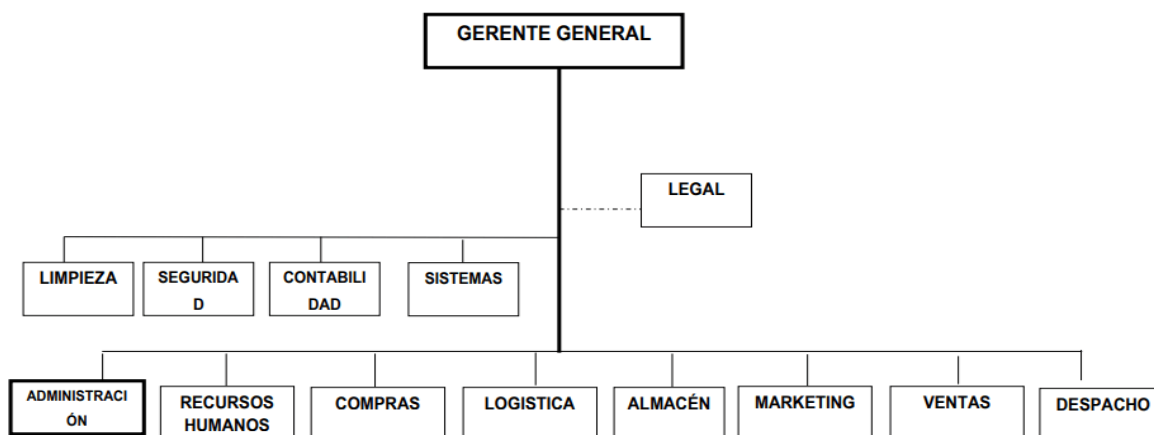 GERENTE GENERAL
LEGAL
LIMPIEZA
SEGURIDA
D
CONTABILI
DAD
SISTEMAS
ADMINISTRACI
ÓN
RECURSOS
HUMANOS
COMPRAS
LOGISTICA
ALMACÉN
MARKETING
VENTAS
DESPACHO